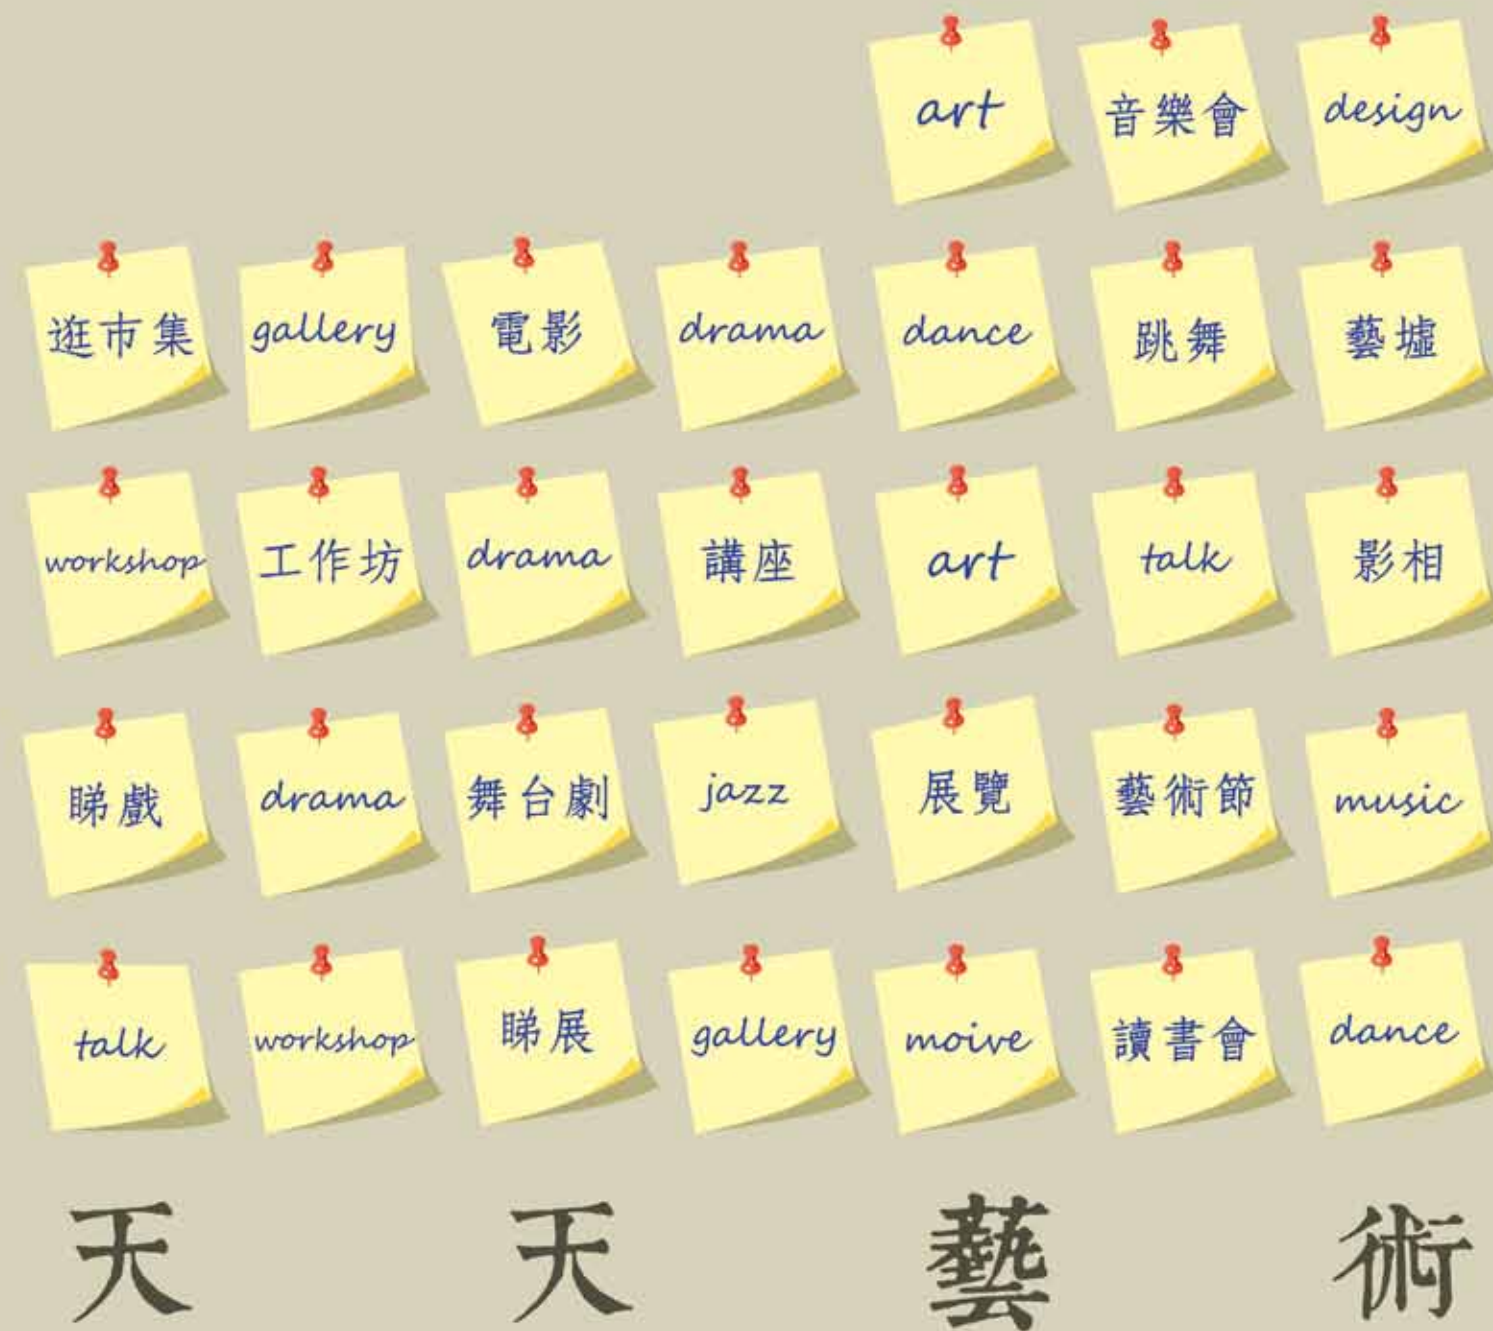 art 音樂會 design
逛市集 gallery 電影 drama dance 跳舞 藝墟
workshop 工作坊 drama 講座 art talk 影相
睇戲 drama 舞台劇 jazz 展覽 藝術節 music
talk workshop 睇展 gallery moive 讀書會 dance
天天藝術